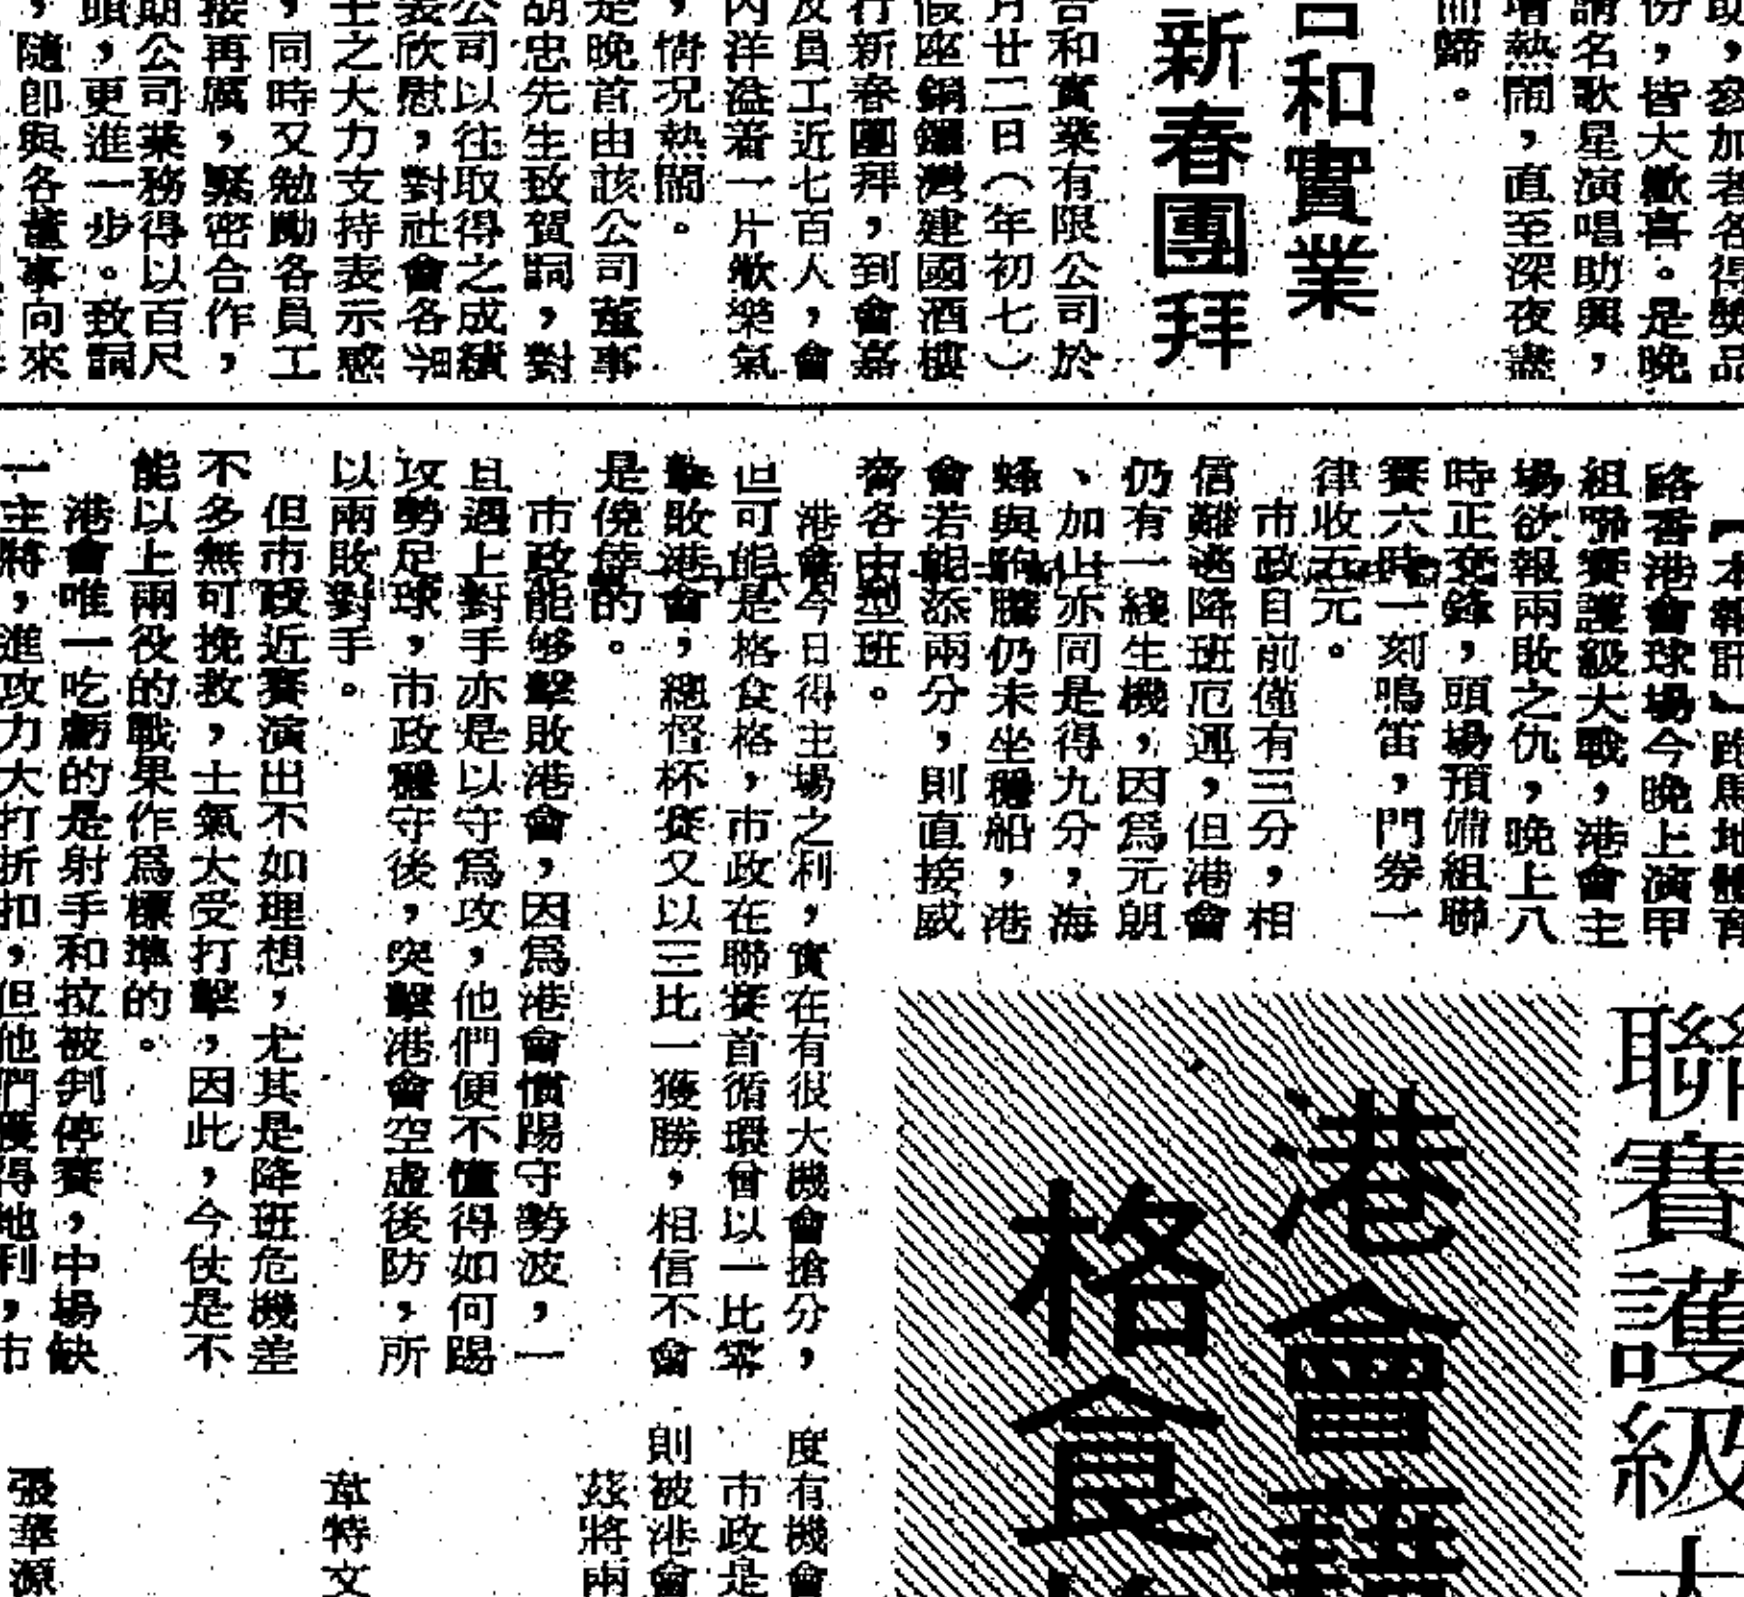 助，參加者各得獎品
份，皆大歡喜。是晚
請名歌星演唱助興，
增熱鬧，直至深夜盡
而歸。
合和實業
新春團拜
合和實業有限公司於
月廿二日（年初七）
假座銅鑼灣建國酒樓
行新春團拜，到會嘉
及員工近七百人，會
內洋溢着一片歡樂氣
，情況熱鬧。
是晚首由該公司董事
胡忠先生致賀詞，對
公司以往取得之成績
表欣慰，對社會各
士之大力支持表示感
，同時又勉勵各員工
接再厲，緊密合作，
期公司業務得以百尺
頭，更進一步。致詞
，隨即與各董事向來
【本報訊】跑馬地體育
路香港會球場今晚上演甲
組聯賽護級大戰，港會主
場欲報兩敗之仇，晚上八
時正交鋒，頭場預備組聯
賽六時一刻鳴笛，門券一
律收五元。
市政目前僅有三分，相
信難逃降班厄運，但港會
仍有一綫生機，因爲元朗
、加山亦同是得九分，海
蜂與駒騰仍未坐穩船，港
會若能添兩分，則直接威
脅各中型班。
港會今日得主場之利，實在有很大機會搶分，
但可能是格食格，市政在聯賽首循環曾以一比零
擊敗港會，總督杯賽又以三比一獲勝，相信不會
是僥倖的。
市政能够擊敗港會，因爲港會慣踢守勢波，一
且遇上對手亦是以守爲攻，他們便不懂得如何踢
攻勢足球，市政穩守後，突擊港會空虛後防，所
以兩敗對手。
但市政近賽演出不如理想，尤其是降班危機差
不多無可挽救，士氣大受打擊，因此，今仗是不
能以上兩役的戰果作爲標準的。
港會唯一吃虧的是射手和拉被判停賽，中場缺
一主將，進攻力大打折扣，但他們獲得地利，市
聯賽護級大
港會藉
格食
度有機會
市政是
則被港會
茲將兩
韋特文
張華源